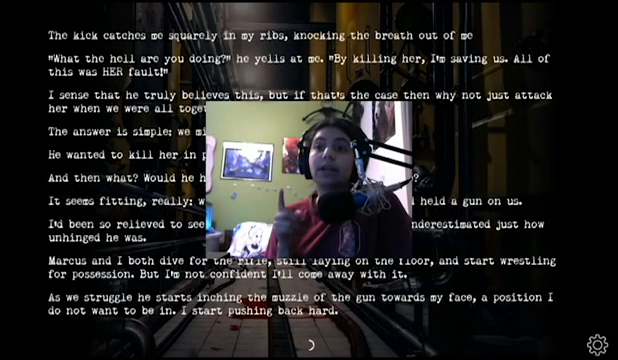 The kick catches me squarely in my ribs, knocking the breath out of me
"What the hell are you doing?" he yells at me. "By killing her, I'm saving us. All of
this was HER fault!"
I sense that he truly believes this, but if that's the case then why not just attack
her when we were all
The answer is simple: we
He wanted to kill her in
And then what? Would he
It seems fitting, really: held a gun on us.
I'd been so relieved to see just how
unhinged he was.
Marcus and I both dive for the rifle, still laying on the floor, and start wrestling
for possession. But I'm not confident I'll come away with it.
As we struggle he starts inching the muzzle of the gun towards my face, a position I
do not want to be in. I start pushing back hard.